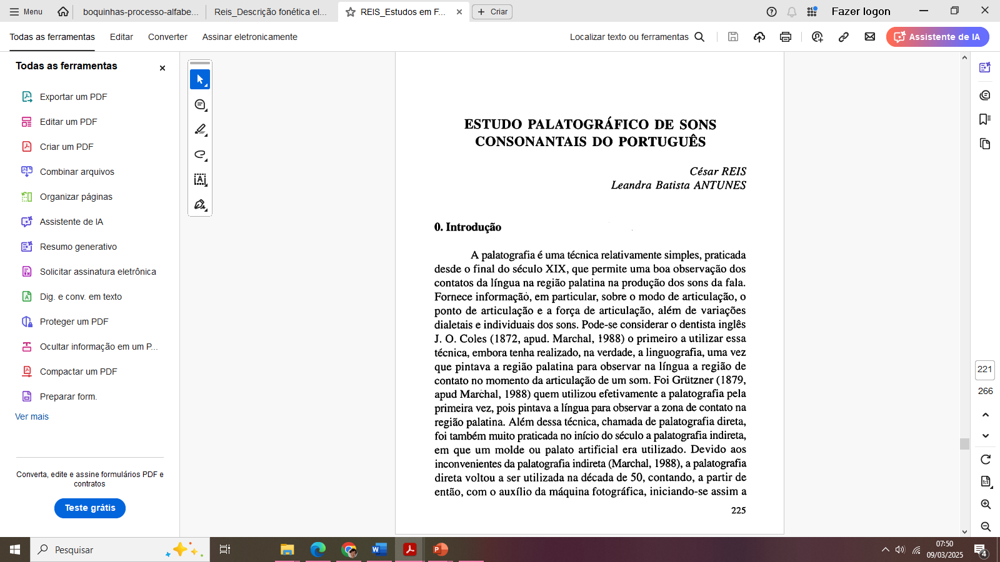 Menu
boquinhas-processo-alfabe...
Reis_Descrição fonética el...
REIS_Estudos em F...
Criar
Fazer logon
Todas as ferramentas
Editar
Converter
Assinar eletronicamente
Localizar texto ou ferramentas
Assistente de IA
Todas as ferramentas
Exportar um PDF
Editar um PDF
Criar um PDF
Combinar arquivos
Organizar páginas
Assistente de IA
Resumo generativo
Solicitar assinatura eletrônica
Dig. e conv. em texto
Proteger um PDF
Ocultar informação em um P...
Compactar um PDF
Preparar form.
Ver mais
Converta, edite e assine formulários PDF e
contratos
Teste grátis
ESTUDO PALATOGRÁFICO DE SONS
CONSONANTAIS DO PORTUGUÊS
César REIS
Leandra Batista ANTUNES
0. Introdução
A palatografia é uma técnica relativamente simples, praticada
desde o final do século XIX, que permite uma boa observação dos
contatos da língua na região palatina na produção dos sons da fala.
Fornece informação, em particular, sobre o modo de articulação, o
ponto de articulação e a força de articulação, além de variações
dialetais e individuais dos sons. Pode-se considerar o dentista inglês
J. O. Coles (1872, apud. Marchal, 1988) o primeiro a utilizar essa
técnica, embora tenha realizado, na verdade, a linguografia, uma vez
que pintava a região palatina para observar na língua a região de
contato no momento da articulação de um som. Foi Grützner (1879,
apud Marchal, 1988) quem utilizou efetivamente a palatografia pela
primeira vez, pois pintava a língua para observar a zona de contato na
região palatina. Além dessa técnica, chamada de palatografia direta,
foi também muito praticada no início do século a palatografia indireta,
em que um molde ou palato artificial era utilizado. Devido aos
inconvenientes da palatografia indireta (Marchal, 1988), a palatografia
direta voltou a ser utilizada na década de 50, contando, a partir de
então, com o auxílio da máquina fotográfica, iniciando-se assim a
225
221
266
1:1
Pesquisar
07:50
09/03/2025
4